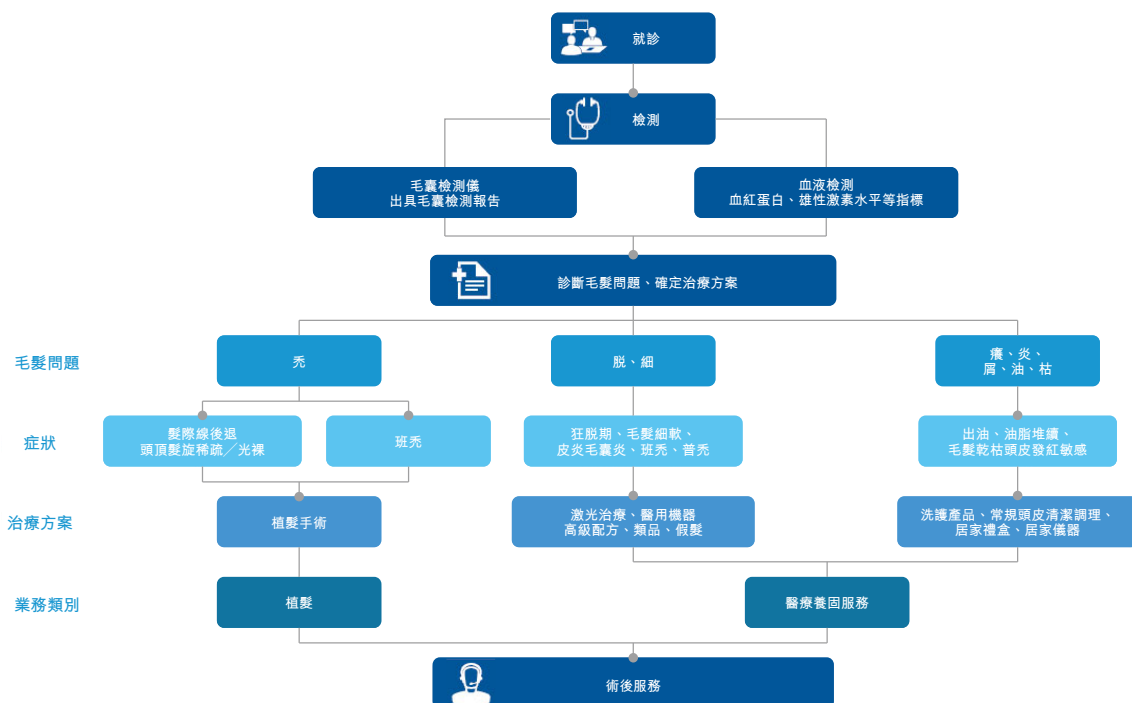 就診
檢測
毛囊檢測儀
出具毛囊檢測報告
血液檢測
血紅蛋白、雄性激素水平等指標
診斷毛髮問題、確定治療方案
毛髮問題
禿
脱、細
癢、炎、
屑、油、枯
症狀
髮際線後退
頭頂髮旋稀疏／光裸
班禿
狂脱期、毛髮細軟、
皮炎毛囊炎、班禿、普禿
出油、油脂堆續、
毛髮乾枯頭皮發紅敏感
治療方案
植髮手術
激光治療、醫用機器
高級配方、類品、假髮
洗護產品、常規頭皮清潔調理、
居家禮盒、居家儀器
業務類別
植髮
醫療養固服務
術後服務